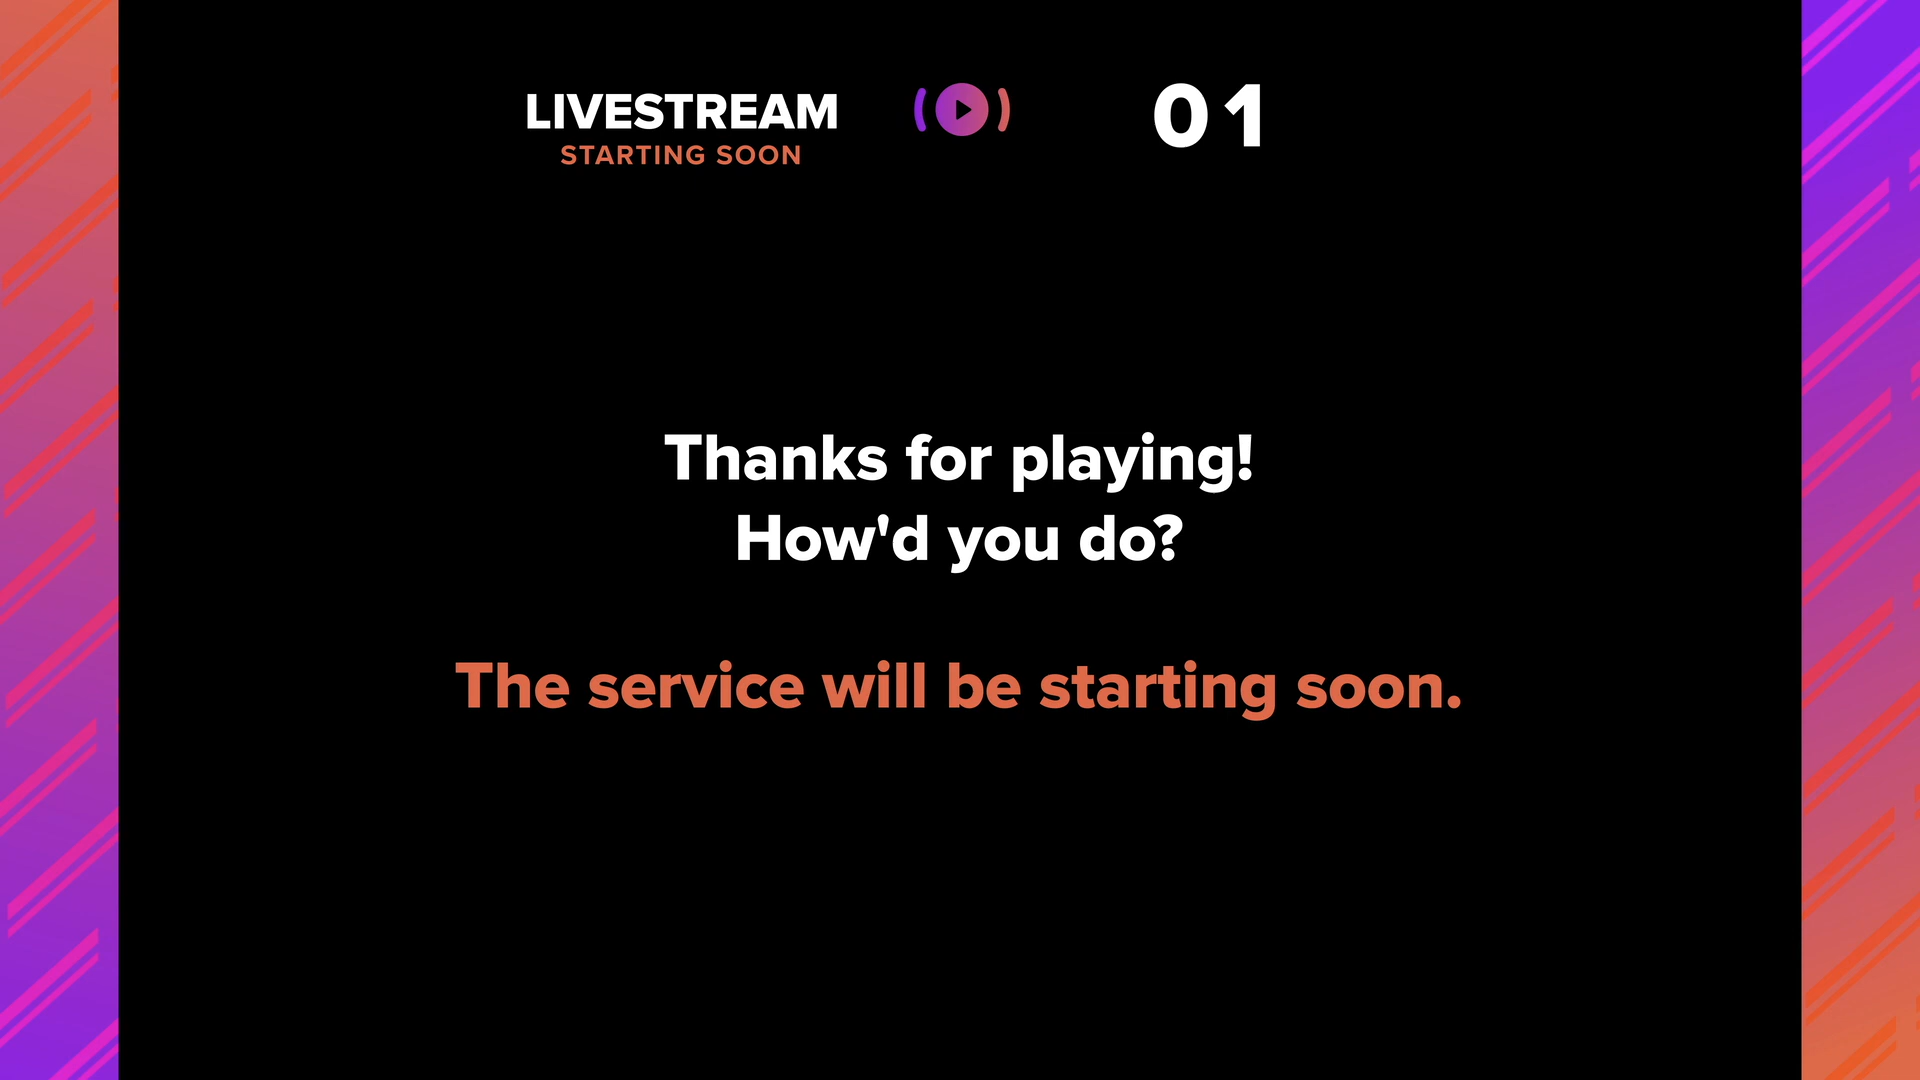 LIVESTREAM
STARTING SOON
01
Thanks for playing!
How'd you do?
The service will be starting soon.